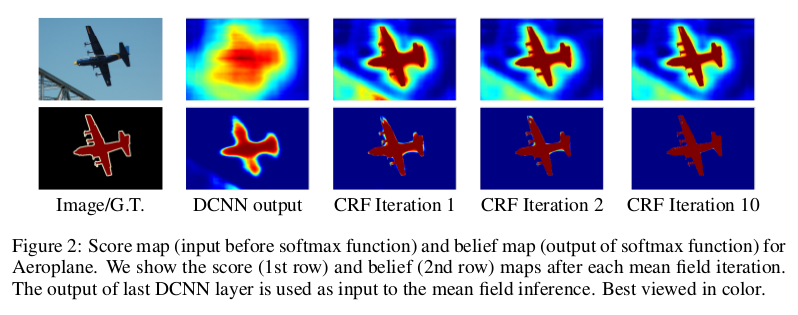 Image/G.T. DCNN output CRF Iteration 1 CRF Iteration 2 CRF Iteration 10
Figure 2: Score map (input before softmax function) and belief map (output of softmax function) for
Aeroplane. We show the score (1st row) and belief (2nd row) maps after each mean field iteration.
The output of last DCNN layer is used as input to the mean field inference. Best viewed in color.